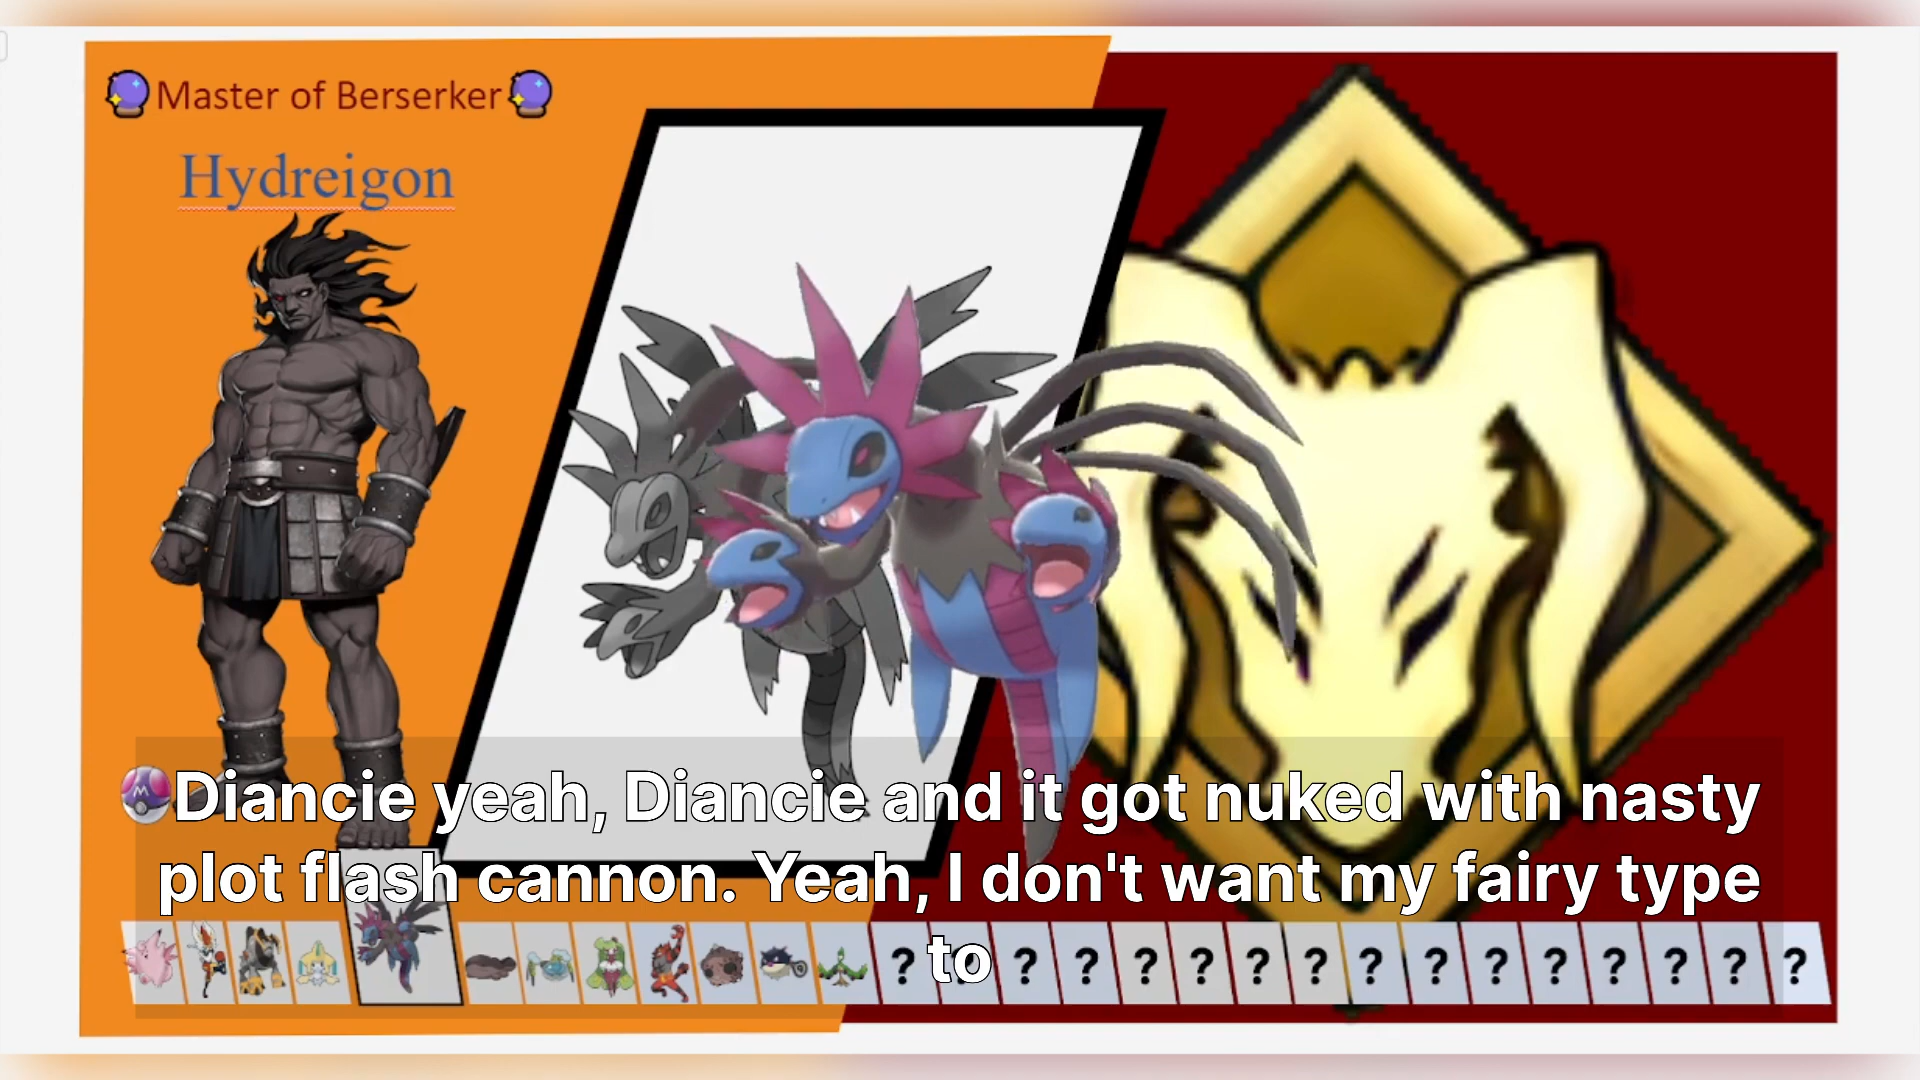 Master of Berserker
Hydreigon
M
Diancie yeah, Diancie and it got nuked with nasty
plot flash cannon. Yeah, I don't want my fairy type
to
? ? ? ? ? ? ? ? ? ? ? ? ? ? ? ?